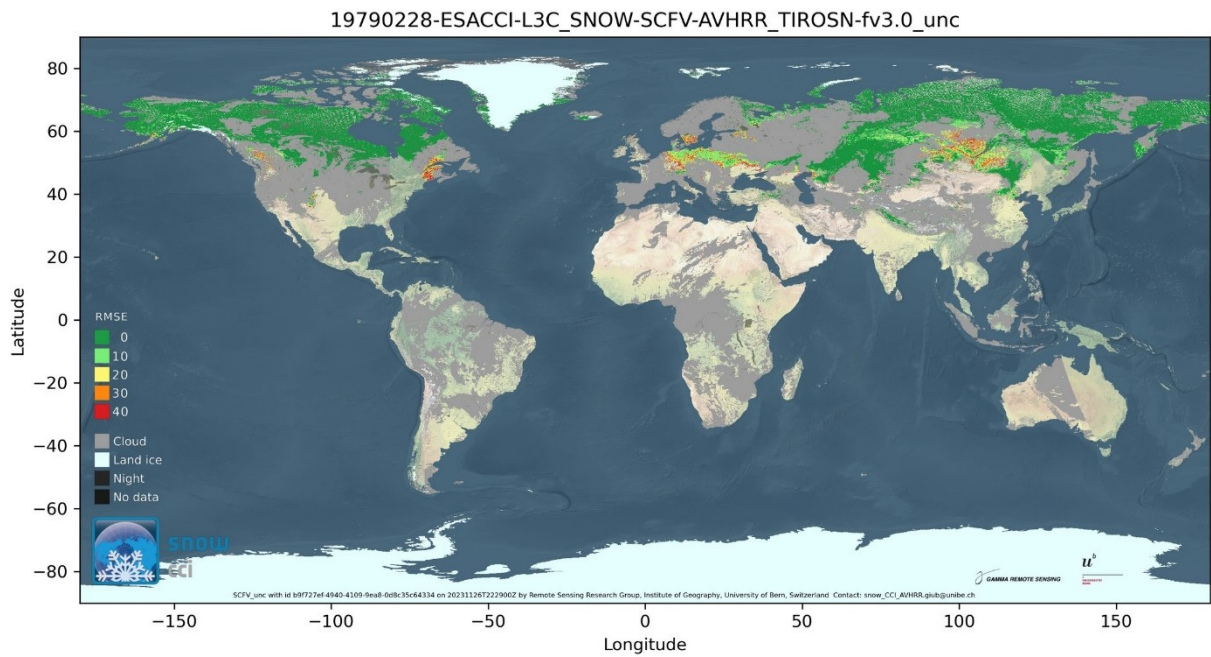 19790228-ESACCI-L3C_SNOW-SCFV-AVHRR_TIROSN-fv3.0_unc
80
60
40
20
0
−20
−40
−60
−80
Latitude
RMSE
0
10
20
30
40
Cloud
Land ice
Night
No data
snow
cci
GAMMA REMOTE SENSING
u
b
SCFV_unc with id b9f727ef-4940-4109-9ea8-0d8c35c64334 on 20231126T222900Z by Remote Sensing Research Group, Institute of Geography, University of Bern, Switzerland Contact: snow_CCI_AVHRR.giub@unibe.ch
−150
−100
−50
0
50
100
150
Longitude